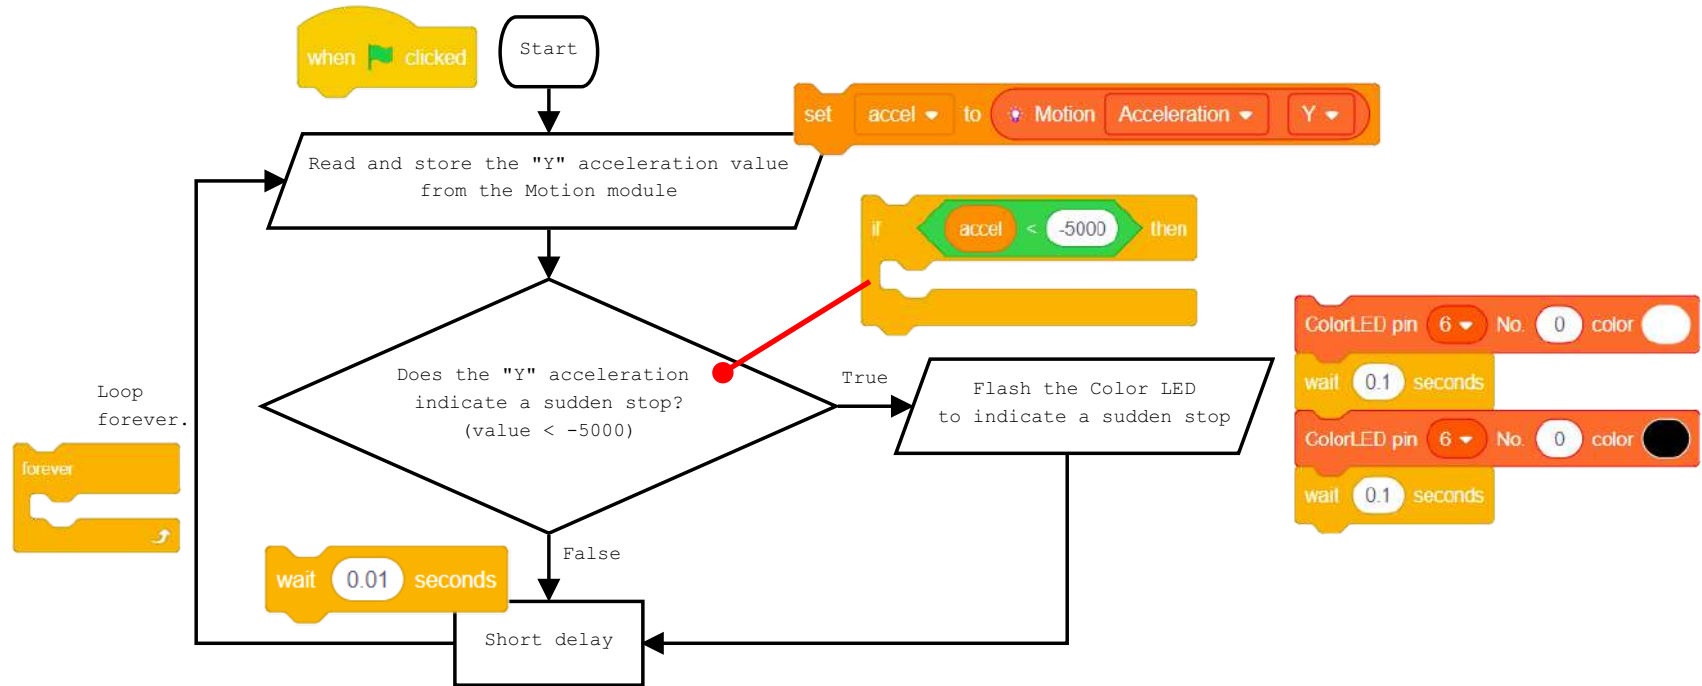 when clicked
Start
set accel to Motion Acceleration Y
Read and store the "Y" acceleration value
from the Motion module
if accel < -5000 then
Does the "Y" acceleration
indicate a sudden stop?
(value < -5000)
True
Flash the Color LED
to indicate a sudden stop
ColorLED pin 6 No. 0 color
wait 0.1 seconds
ColorLED pin 6 No. 0 color
wait 0.1 seconds
Loop
forever.
forever
False
wait 0.01 seconds
Short delay